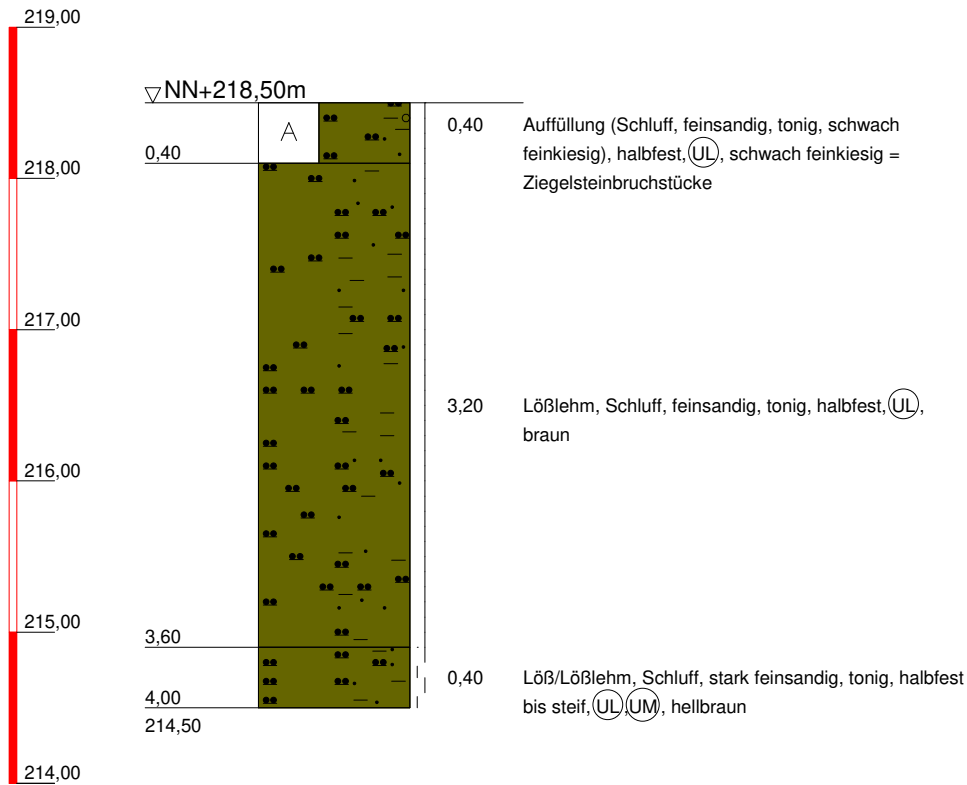 219,00
▽NN+218,50m
A
0,40 Auffüllung (Schluff, feinsandig, tonig, schwach
feinkiesig), halbfest, UL, schwach feinkiesig =
Ziegelsteinbruchstücke
0,40
218,00
217,00
3,20 Lößlehm, Schluff, feinsandig, tonig, halbfest, UL,
braun
216,00
215,00
3,60
0,40 Löß/Lößlehm, Schluff, stark feinsandig, tonig, halbfest
bis steif, UL, UM, hellbraun
4,00
214,50
214,00